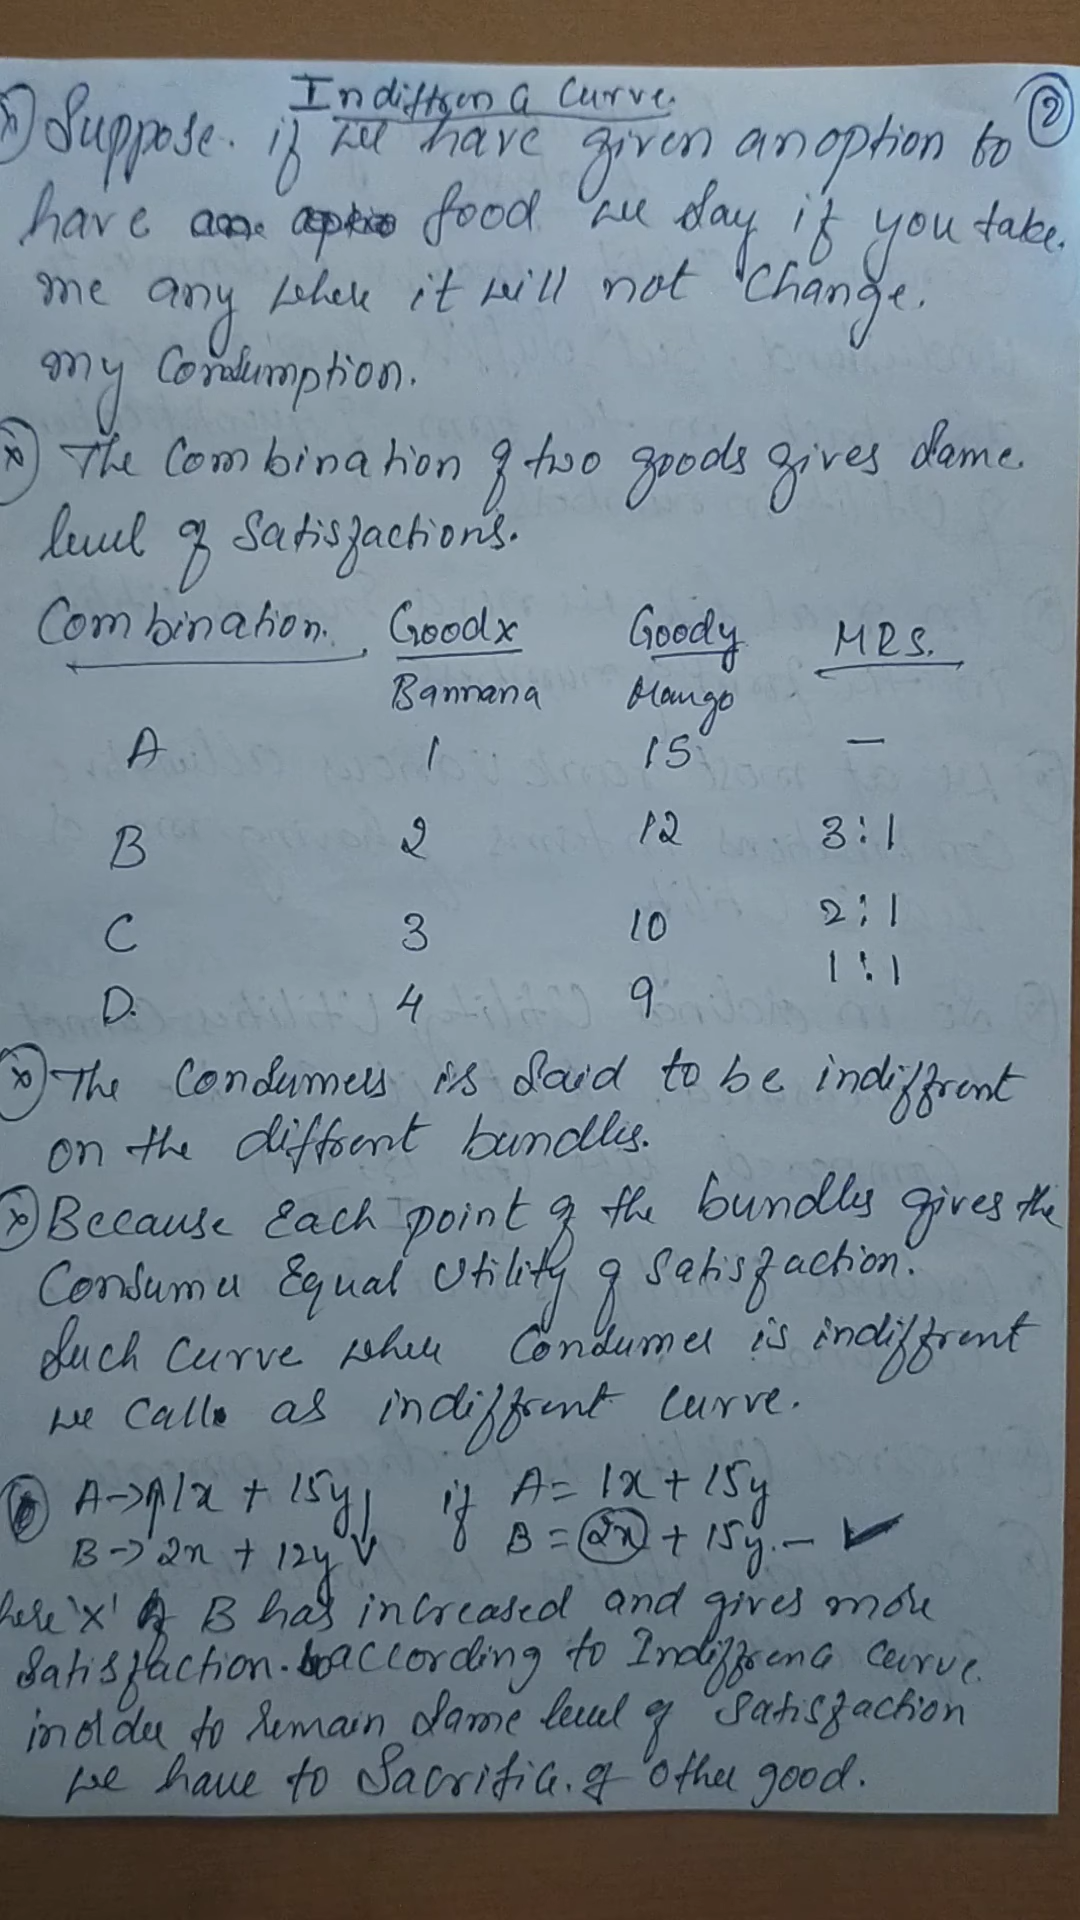 Indiffren Ce Curve.
2
Suppose. if we have given an option to
have food we say if you take.
me any where it will not Change.
my Consumption.
The Combination of two goods gives same.
level of Satisfactions.
Combination. Good x Good y M R S.
Bannana Mango
A 1 15 —
B 2 12 3:1
C 3 10 2:1
D. 4 9 1:1
The Consumers is said to be indiffrent
on the diffrent bundles.
Because Each point of the bundles gives the
Consumer Equal Utility of Satisfaction.
Such Curve where Consumer is indiffrent
we call as indiffrent curve.
A→↑1x + 15y↓ if A = 1x + 15y
B→2x + 12y B = 2x + 15y. – ✓
here 'x' of B has increased and gives more
Satisfaction. according to Indiffrence Curve.
inorder to remain same level of Satisfaction
we have to Sacrifice. of other good.